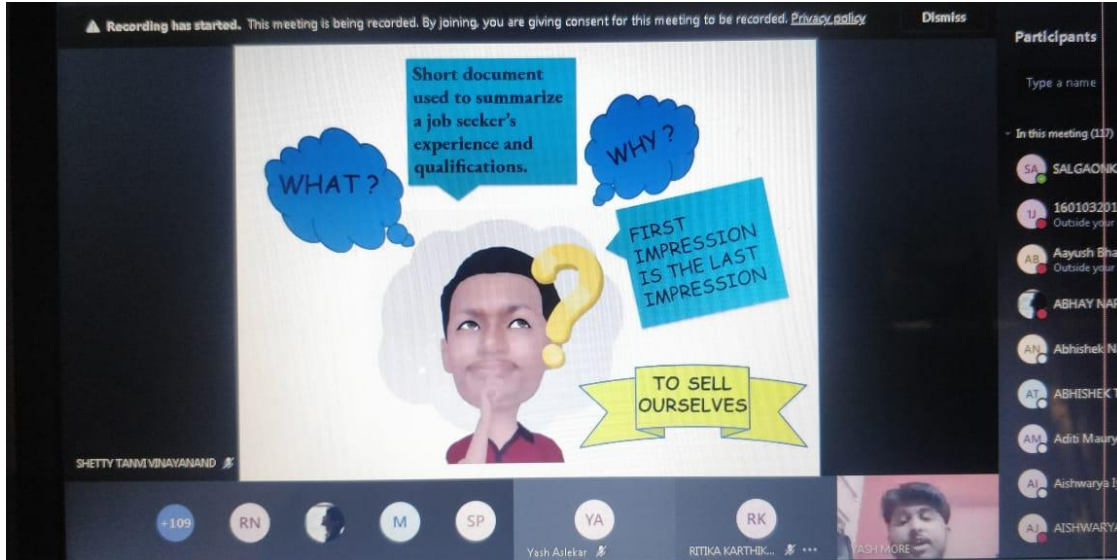 Recording has started. This meeting is being recorded. By joining, you are giving consent for this meeting to be recorded. Privacy policy
Dismiss
Participants
Type a name
In this meeting (117)
SA SALGAONK
1J 160103201
Outside your
AB Aayush Bha
Outside your
ABHAY NAR
AN Abhishek N
AT ABHISHEK T
AM Aditi Maury
AI Aishwarya I
AJ AISHWARYA
WHAT ?
Short document
used to summarize
a job seeker's
experience and
qualifications.
WHY ?
FIRST
IMPRESSION
IS THE LAST
IMPRESSION
TO SELL
OURSELVES
SHETTY TANVI VINAYANAND
+109
RN
M
SP
YA
Yash Aslekar
RK
RITIKA KARTHIK...
YASH MORE